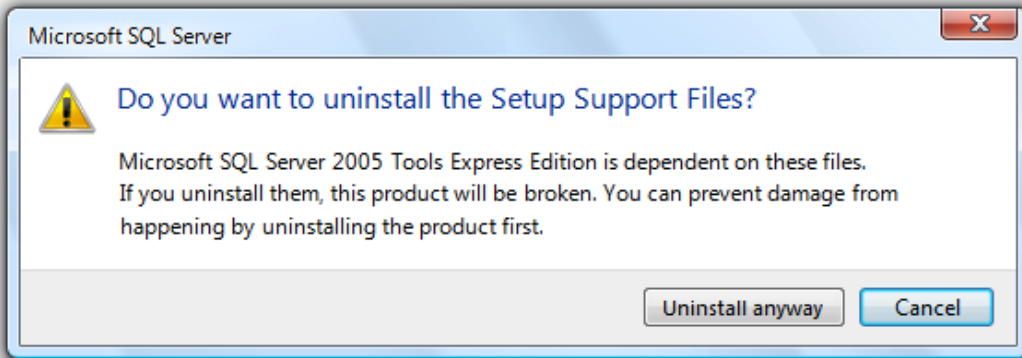 Microsoft SQL Server
Do you want to uninstall the Setup Support Files?
Microsoft SQL Server 2005 Tools Express Edition is dependent on these files.
If you uninstall them, this product will be broken. You can prevent damage from
happening by uninstalling the product first.
Uninstall anyway
Cancel